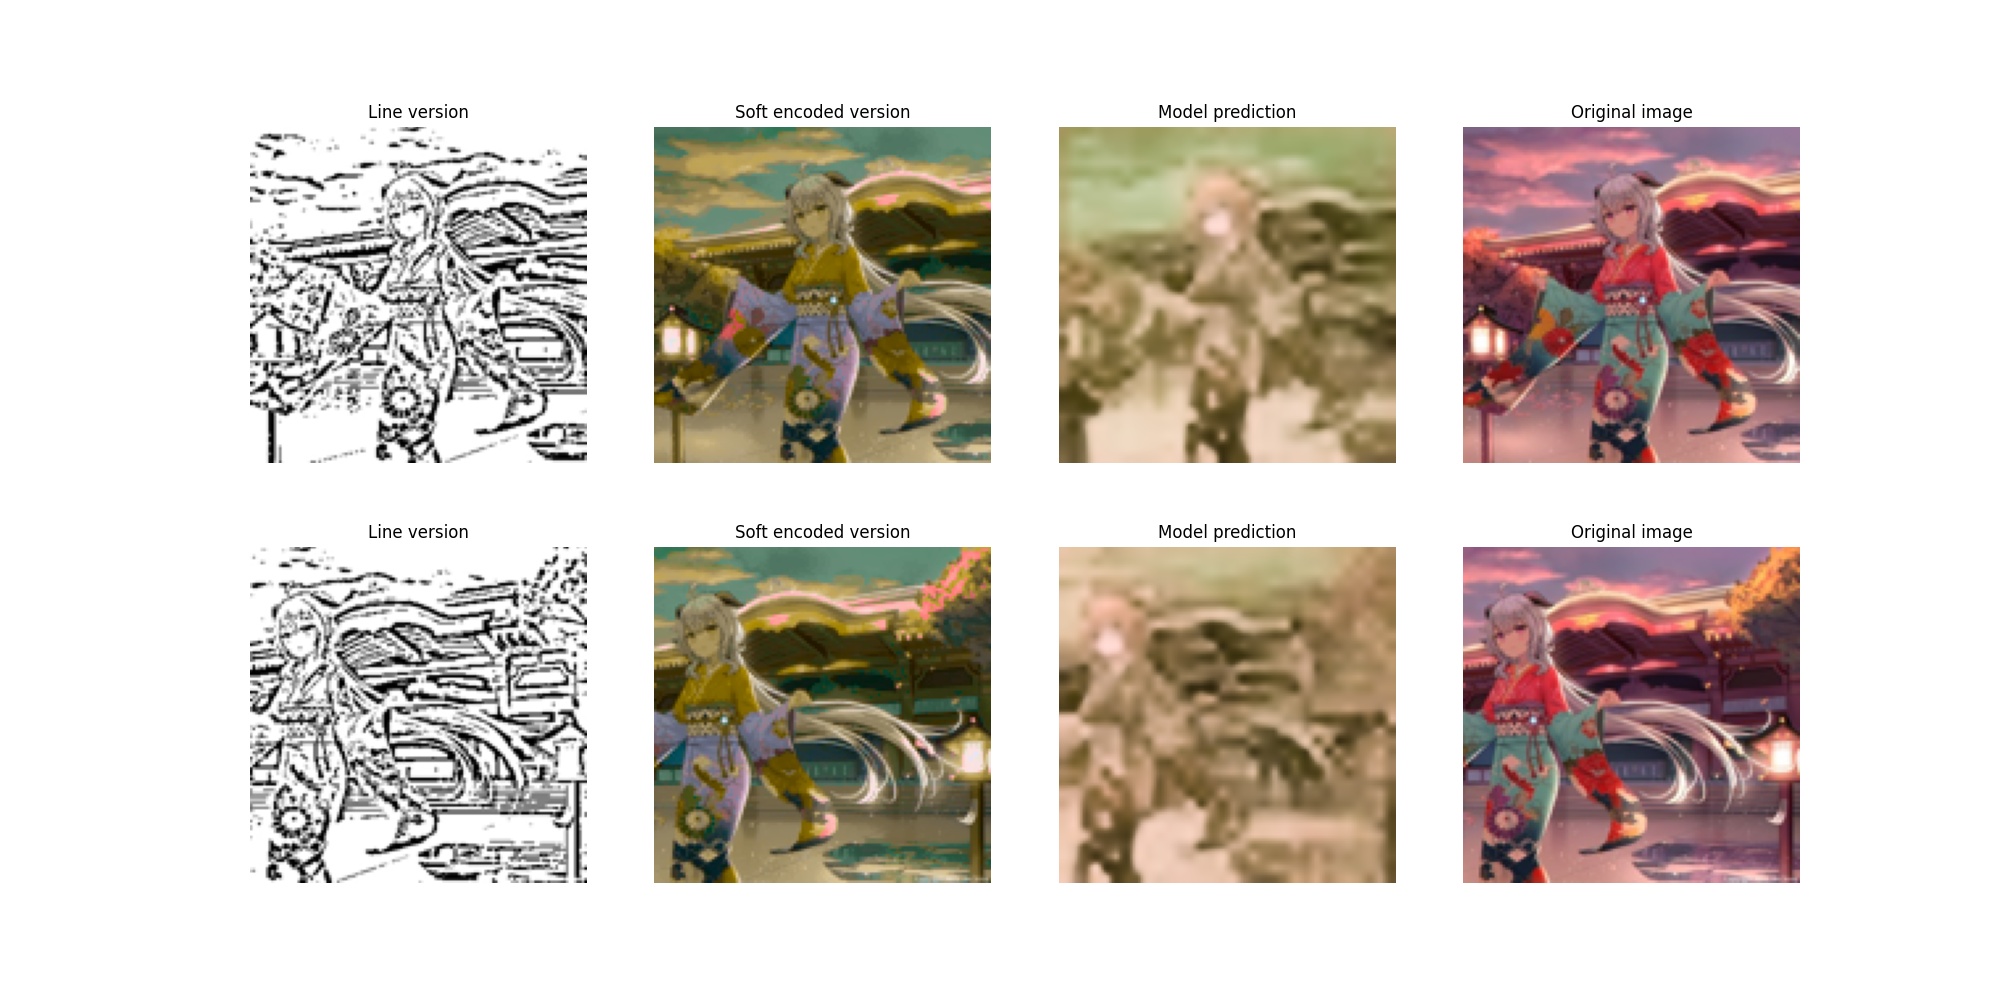 Line version
Soft encoded version
Model prediction
Original image
Line version
Soft encoded version
Model prediction
Original image